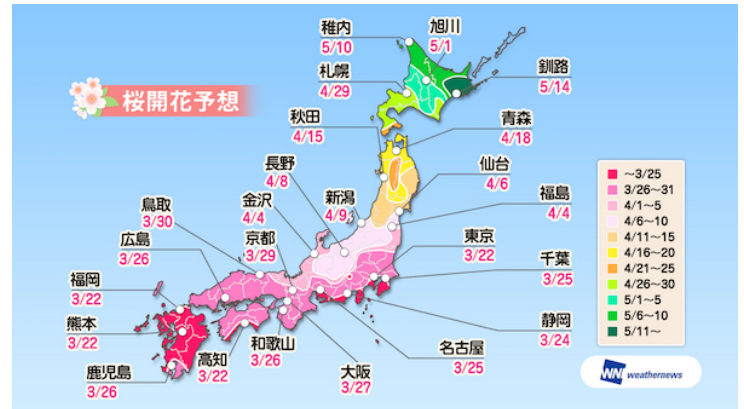 桜開花予想
稚内
5/10
旭川
5/1
札幌
4/29
釧路
5/14
秋田
4/15
青森
4/18
長野
4/8
仙台
4/6
鳥取
3/30
金沢
4/4
新潟
4/9
福島
4/4
広島
3/26
京都
3/29
東京
3/22
千葉
3/25
福岡
3/22
熊本
3/22
鹿児島
3/26
高知
3/22
和歌山
3/26
大阪
3/27
名古屋
3/25
静岡
3/24
～3/25
3/26～31
4/1～5
4/6～10
4/11～15
4/16～20
4/21～25
4/26～30
5/1～5
5/6～10
5/11～
WN weathernews